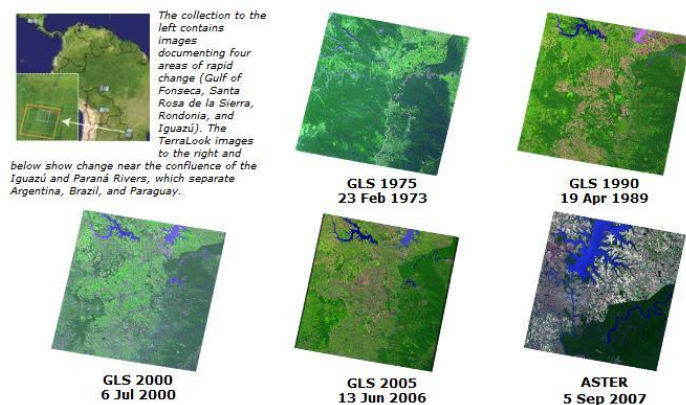 The collection to the
left contains
images
documenting four
areas of rapid
change (Gulf of
Fonseca, Santa
Rosa de la Sierra,
Rondonia, and
Iguazú). The
TerraLook images
to the right and
below show change near the confluence of the
Iguazú and Paraná Rivers, which separate
Argentina, Brazil, and Paraguay.
GLS 1975
23 Feb 1973
GLS 1990
19 Apr 1989
GLS 2000
6 Jul 2000
GLS 2005
13 Jun 2006
ASTER
5 Sep 2007